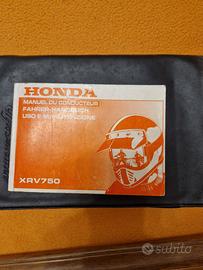 HONDA
MANUEL DU CONDUCTEUR
FAHRER-HANDBUCH
USO E MANUTENZIONE
XRV750
subito